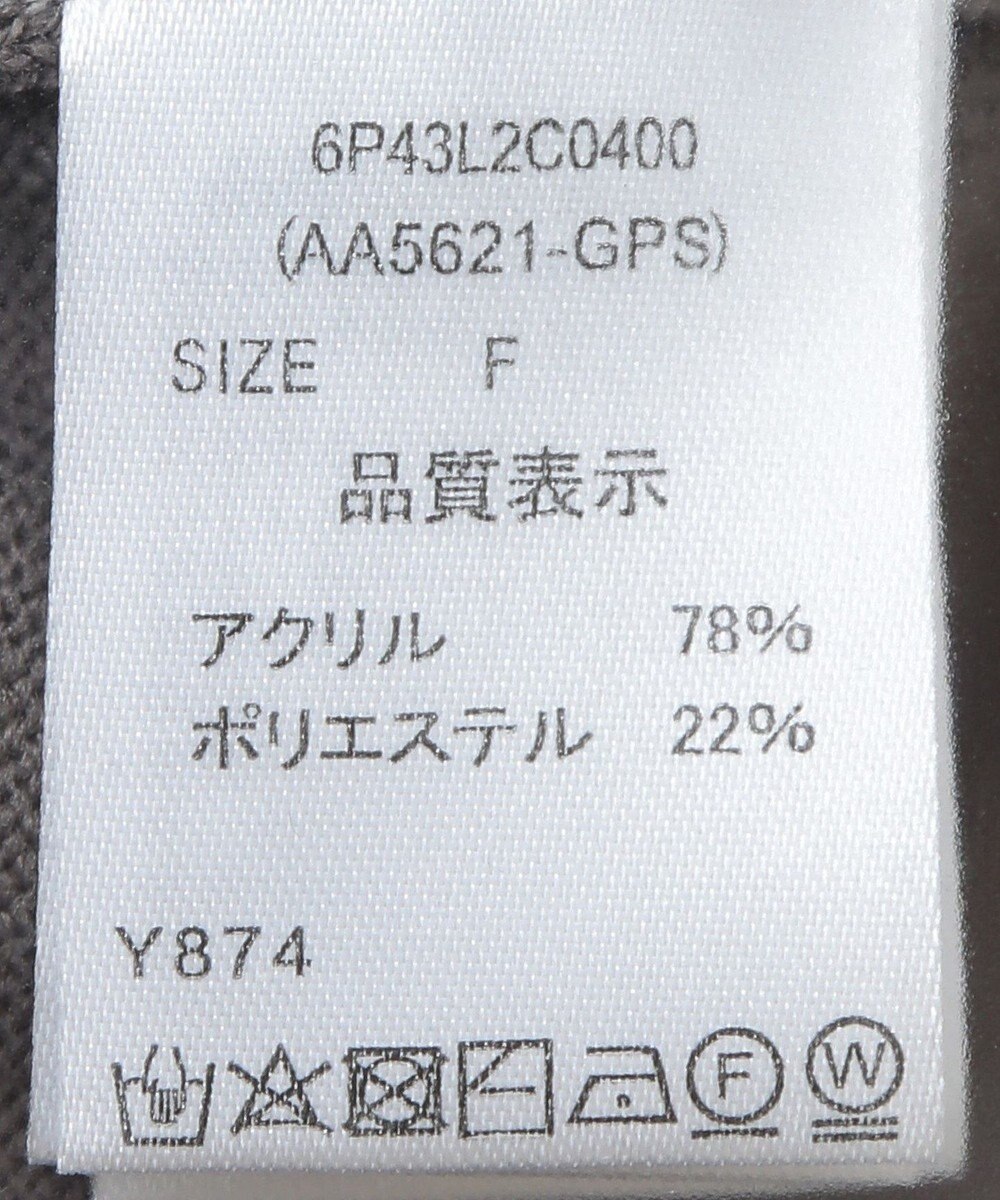 6P43L2C0400
(AA5621-GPS)
SIZE F
品質表示
アクリル 78%
ポリエステル 22%
Y874
F W